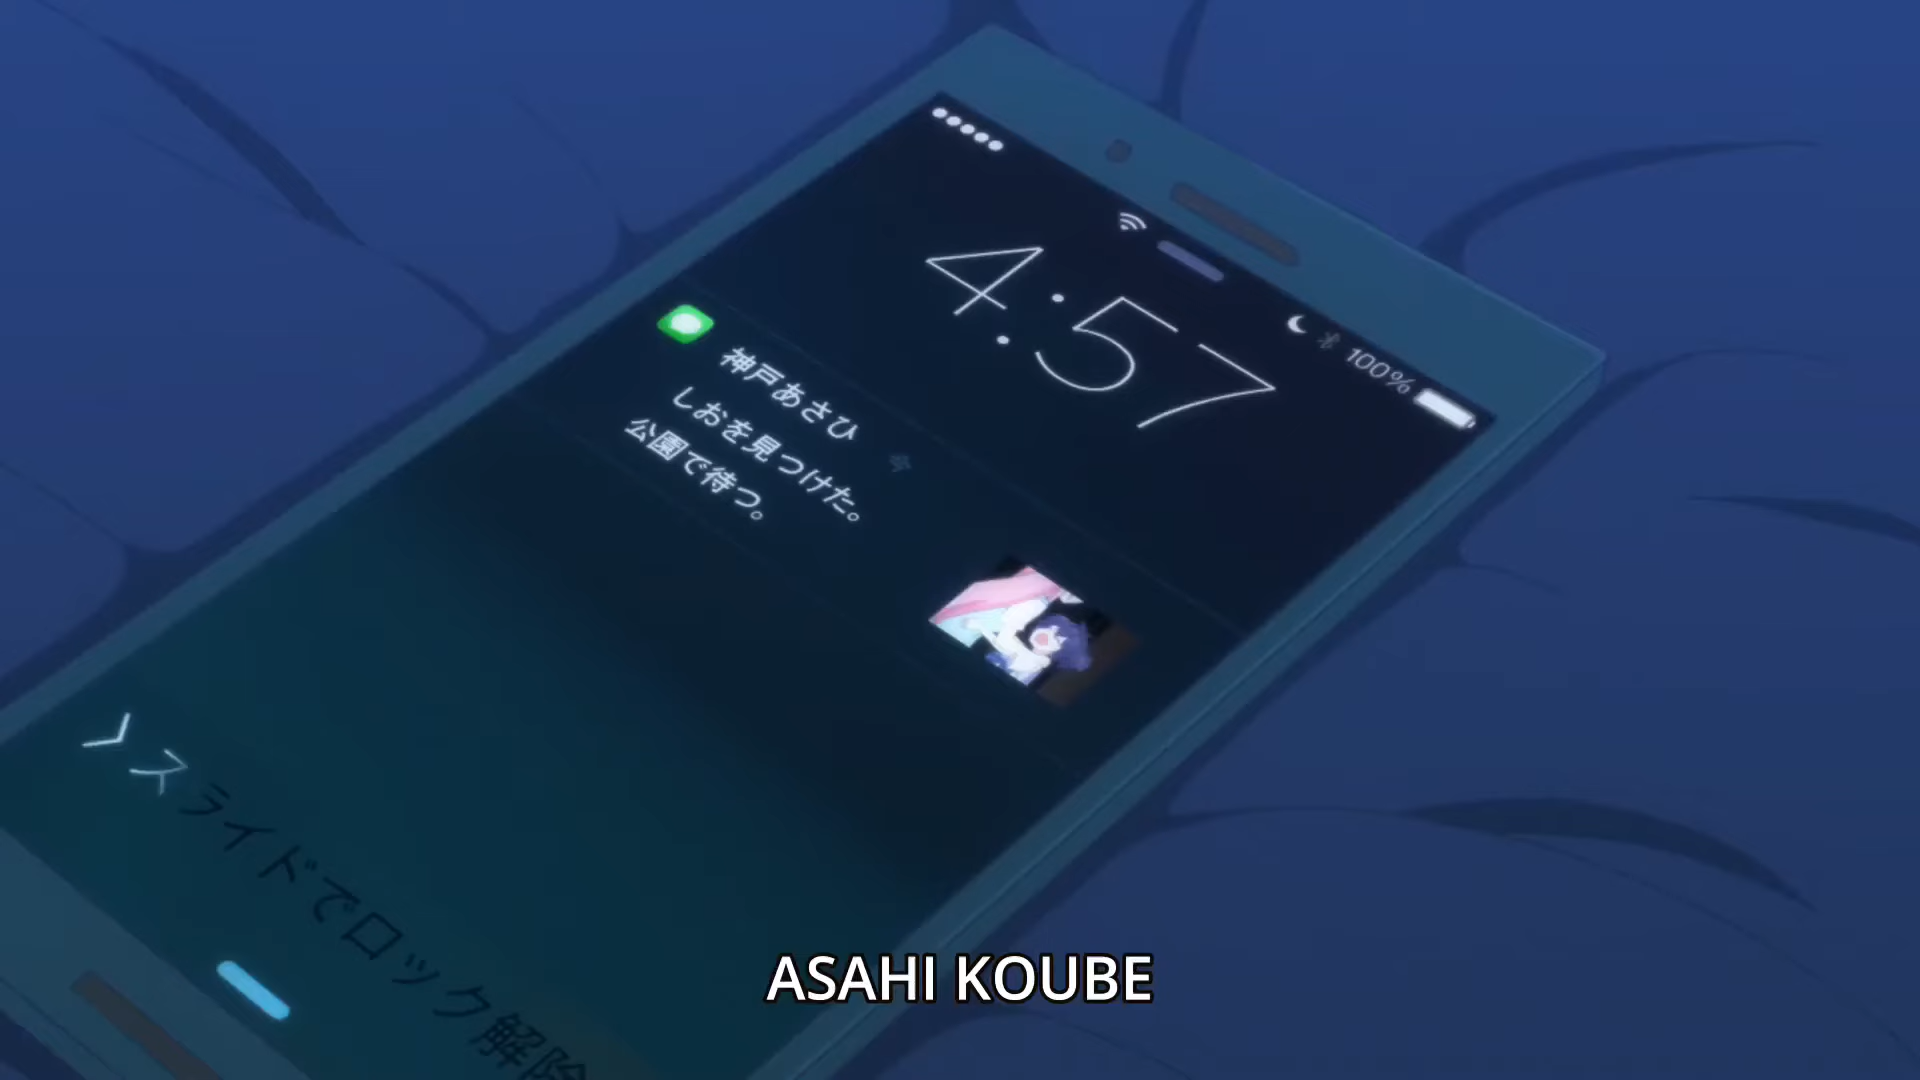 4:57
100%
神戸あさひ 今
しおを見つけた。
公園で待つ。
スライドでロック解除
ASAHI KOUBE